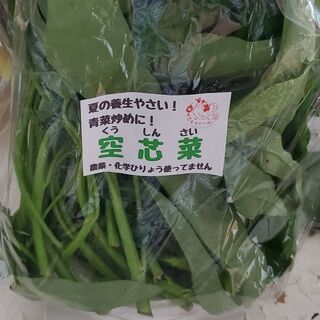 夏の養生やさい！
青菜炒めに！
くう しん さい
空芯菜
農薬・化学ひりょう使ってません